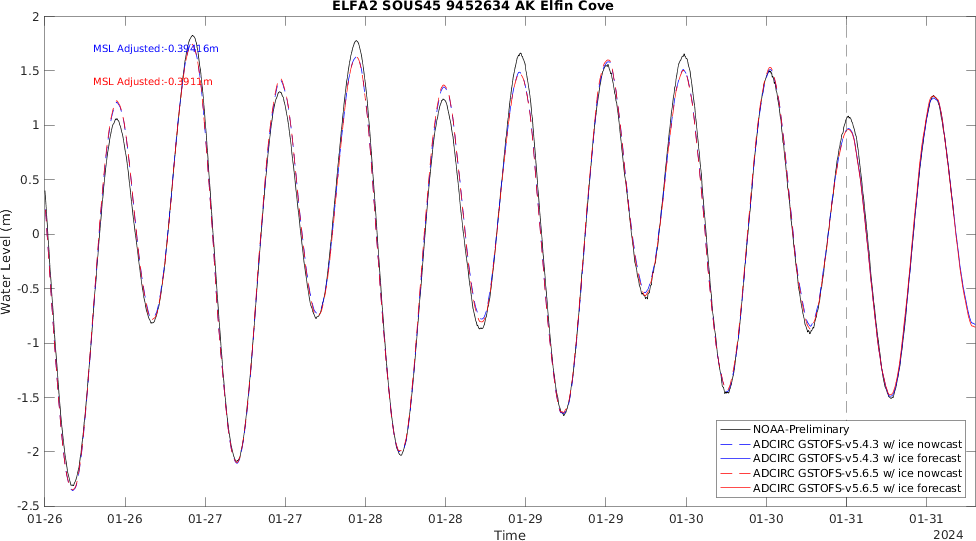 ELFA2 SOUS45 9452634 AK Elfin Cove
2
1.5
1
0.5
0
-0.5
-1
-1.5
-2
-2.5
Water Level (m)
MSL Adjusted:-0.39416m
MSL Adjusted:-0.3911m
NOAA-Preliminary
ADCIRC GSTOFS-v5.4.3 w/ ice nowcast
ADCIRC GSTOFS-v5.4.3 w/ ice forecast
ADCIRC GSTOFS-v5.6.5 w/ ice nowcast
ADCIRC GSTOFS-v5.6.5 w/ ice forecast
01-26 01-26 01-27 01-27 01-28 01-28 01-29 01-29 01-30 01-30 01-31 01-31
Time
2024